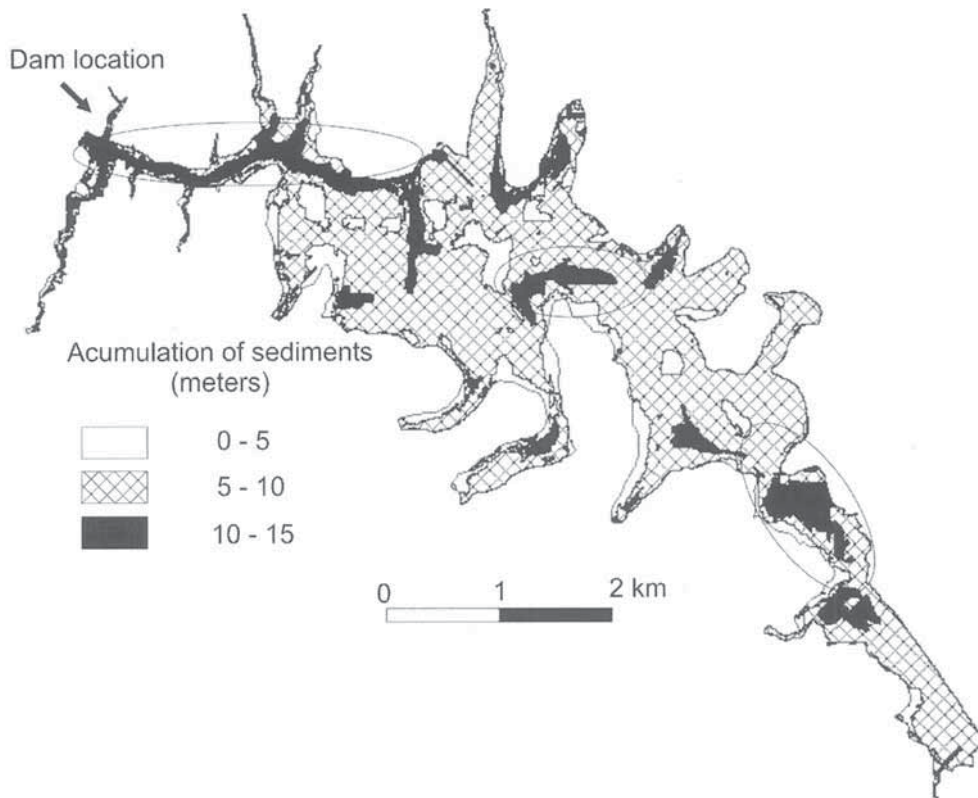 Dam location
Acumulation of sediments
(meters)
0 - 5
5 - 10
10 - 15
0 1 2 km